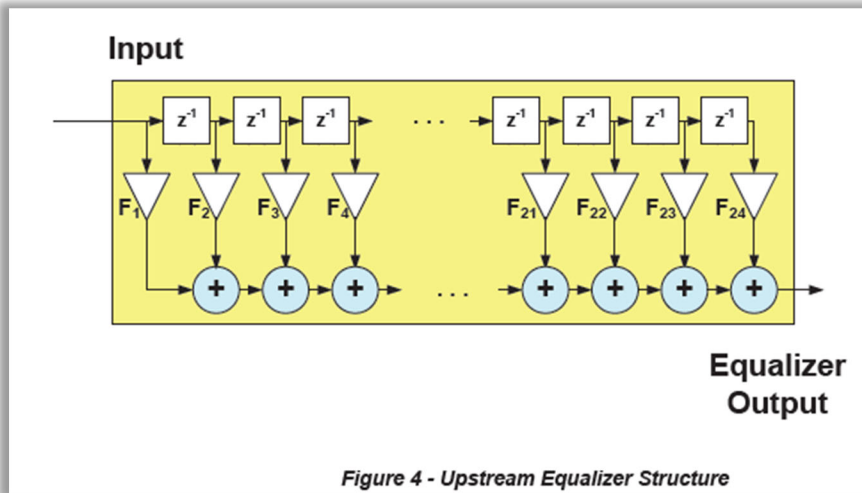 Input
z⁻¹ z⁻¹ z⁻¹ . . . z⁻¹ z⁻¹ z⁻¹ z⁻¹
F₁ F₂ F₃ F₄ F₂₁ F₂₂ F₂₃ F₂₄
+ + + . . . + + + +
Equalizer
Output
Figure 4 - Upstream Equalizer Structure